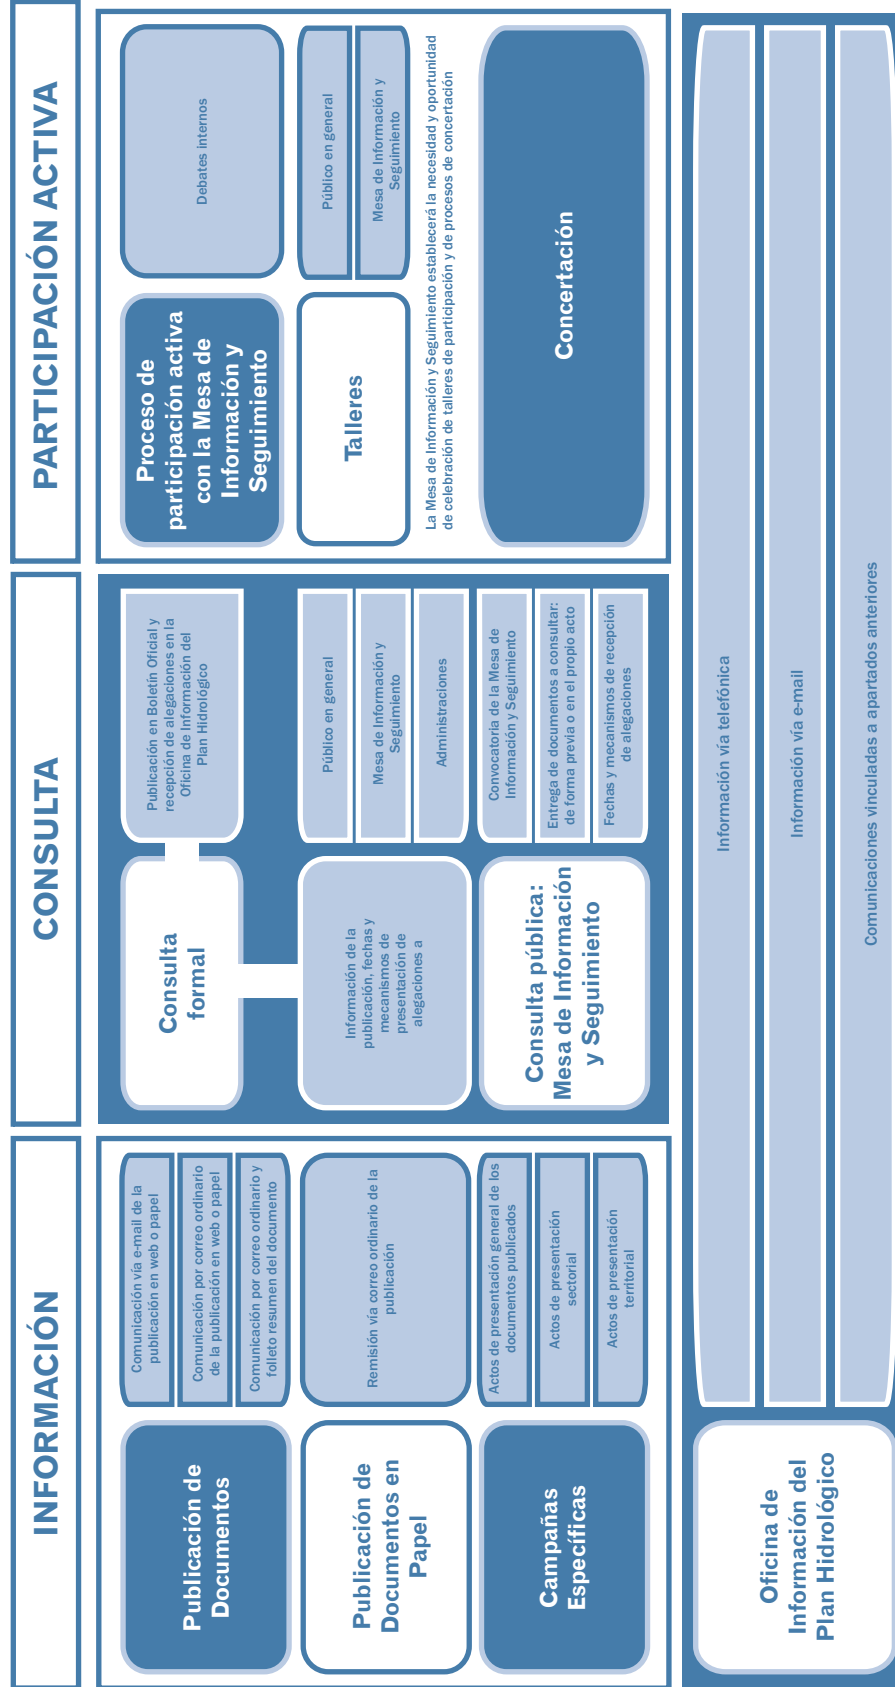 INFORMACIÓN
Publicación de
Documentos
Comunicación vía e-mail de la
publicación en web o papel
Comunicación por correo ordinario
de la publicación en web o papel
Comunicación por correo ordinario y
folleto resumen del documento
Publicación de
Documentos en
Papel
Remisión vía correo ordinario de la
publicación
Campañas
Específicas
Actos de presentación general de los
documentos publicados
Actos de presentación
sectorial
Actos de presentación
territorial
CONSULTA
Consulta
formal
Publicación en Boletín Oficial y
recepción de alegaciones en la
Oficina de Información del
Plan Hidrológico
Información de la
publicación, fechas y
mecanismos de
presentación de
alegaciones a
Público en general
Mesa de Información y
Seguimiento
Administraciones
Consulta pública:
Mesa de Información
y Seguimiento
Convocatoria de la Mesa de
Información y Seguimiento
Entrega de documentos a consultar:
de forma previa o en el propio acto
Fechas y mecanismos de recepción
de alegaciones
PARTICIPACIÓN ACTIVA
Proceso de
participación activa
con la Mesa de
Información y
Seguimiento
Debates internos
Talleres
Público en general
Mesa de Información y
Seguimiento
La Mesa de Información y Seguimiento establecerá la necesidad y oportunidad
de celebración de talleres de participación y de procesos de concertación
Concertación
Oficina de
Información del
Plan Hidrológico
Información vía telefónica
Información vía e-mail
Comunicaciones vinculadas a apartados anteriores